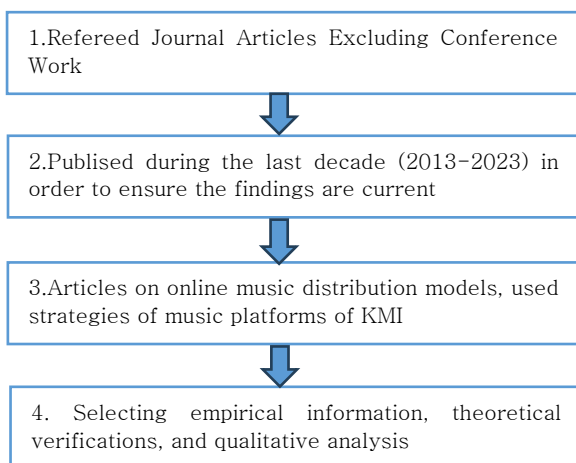 1.Refereed Journal Articles Excluding Conference
Work
2.Publised during the last decade (2013-2023) in
order to ensure the findings are current
3.Articles on online music distribution models, used
strategies of music platforms of KMI
4. Selecting empirical information, theoretical
verifications, and qualitative analysis